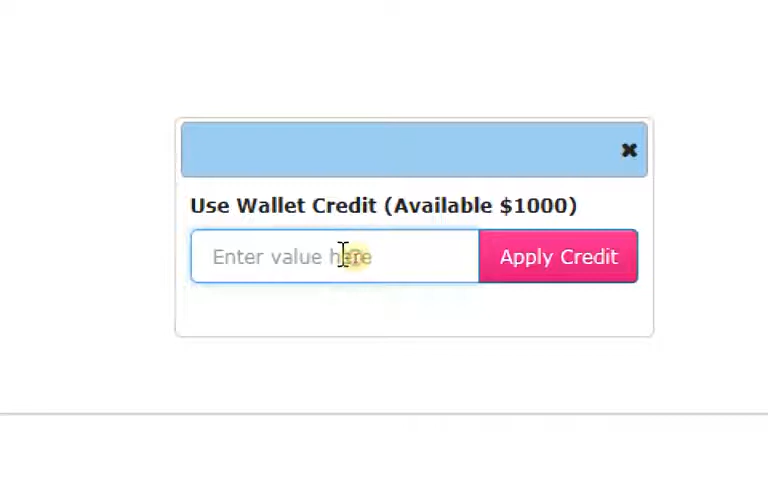 ✖
Use Wallet Credit (Available $1000)
Enter value here Apply Credit